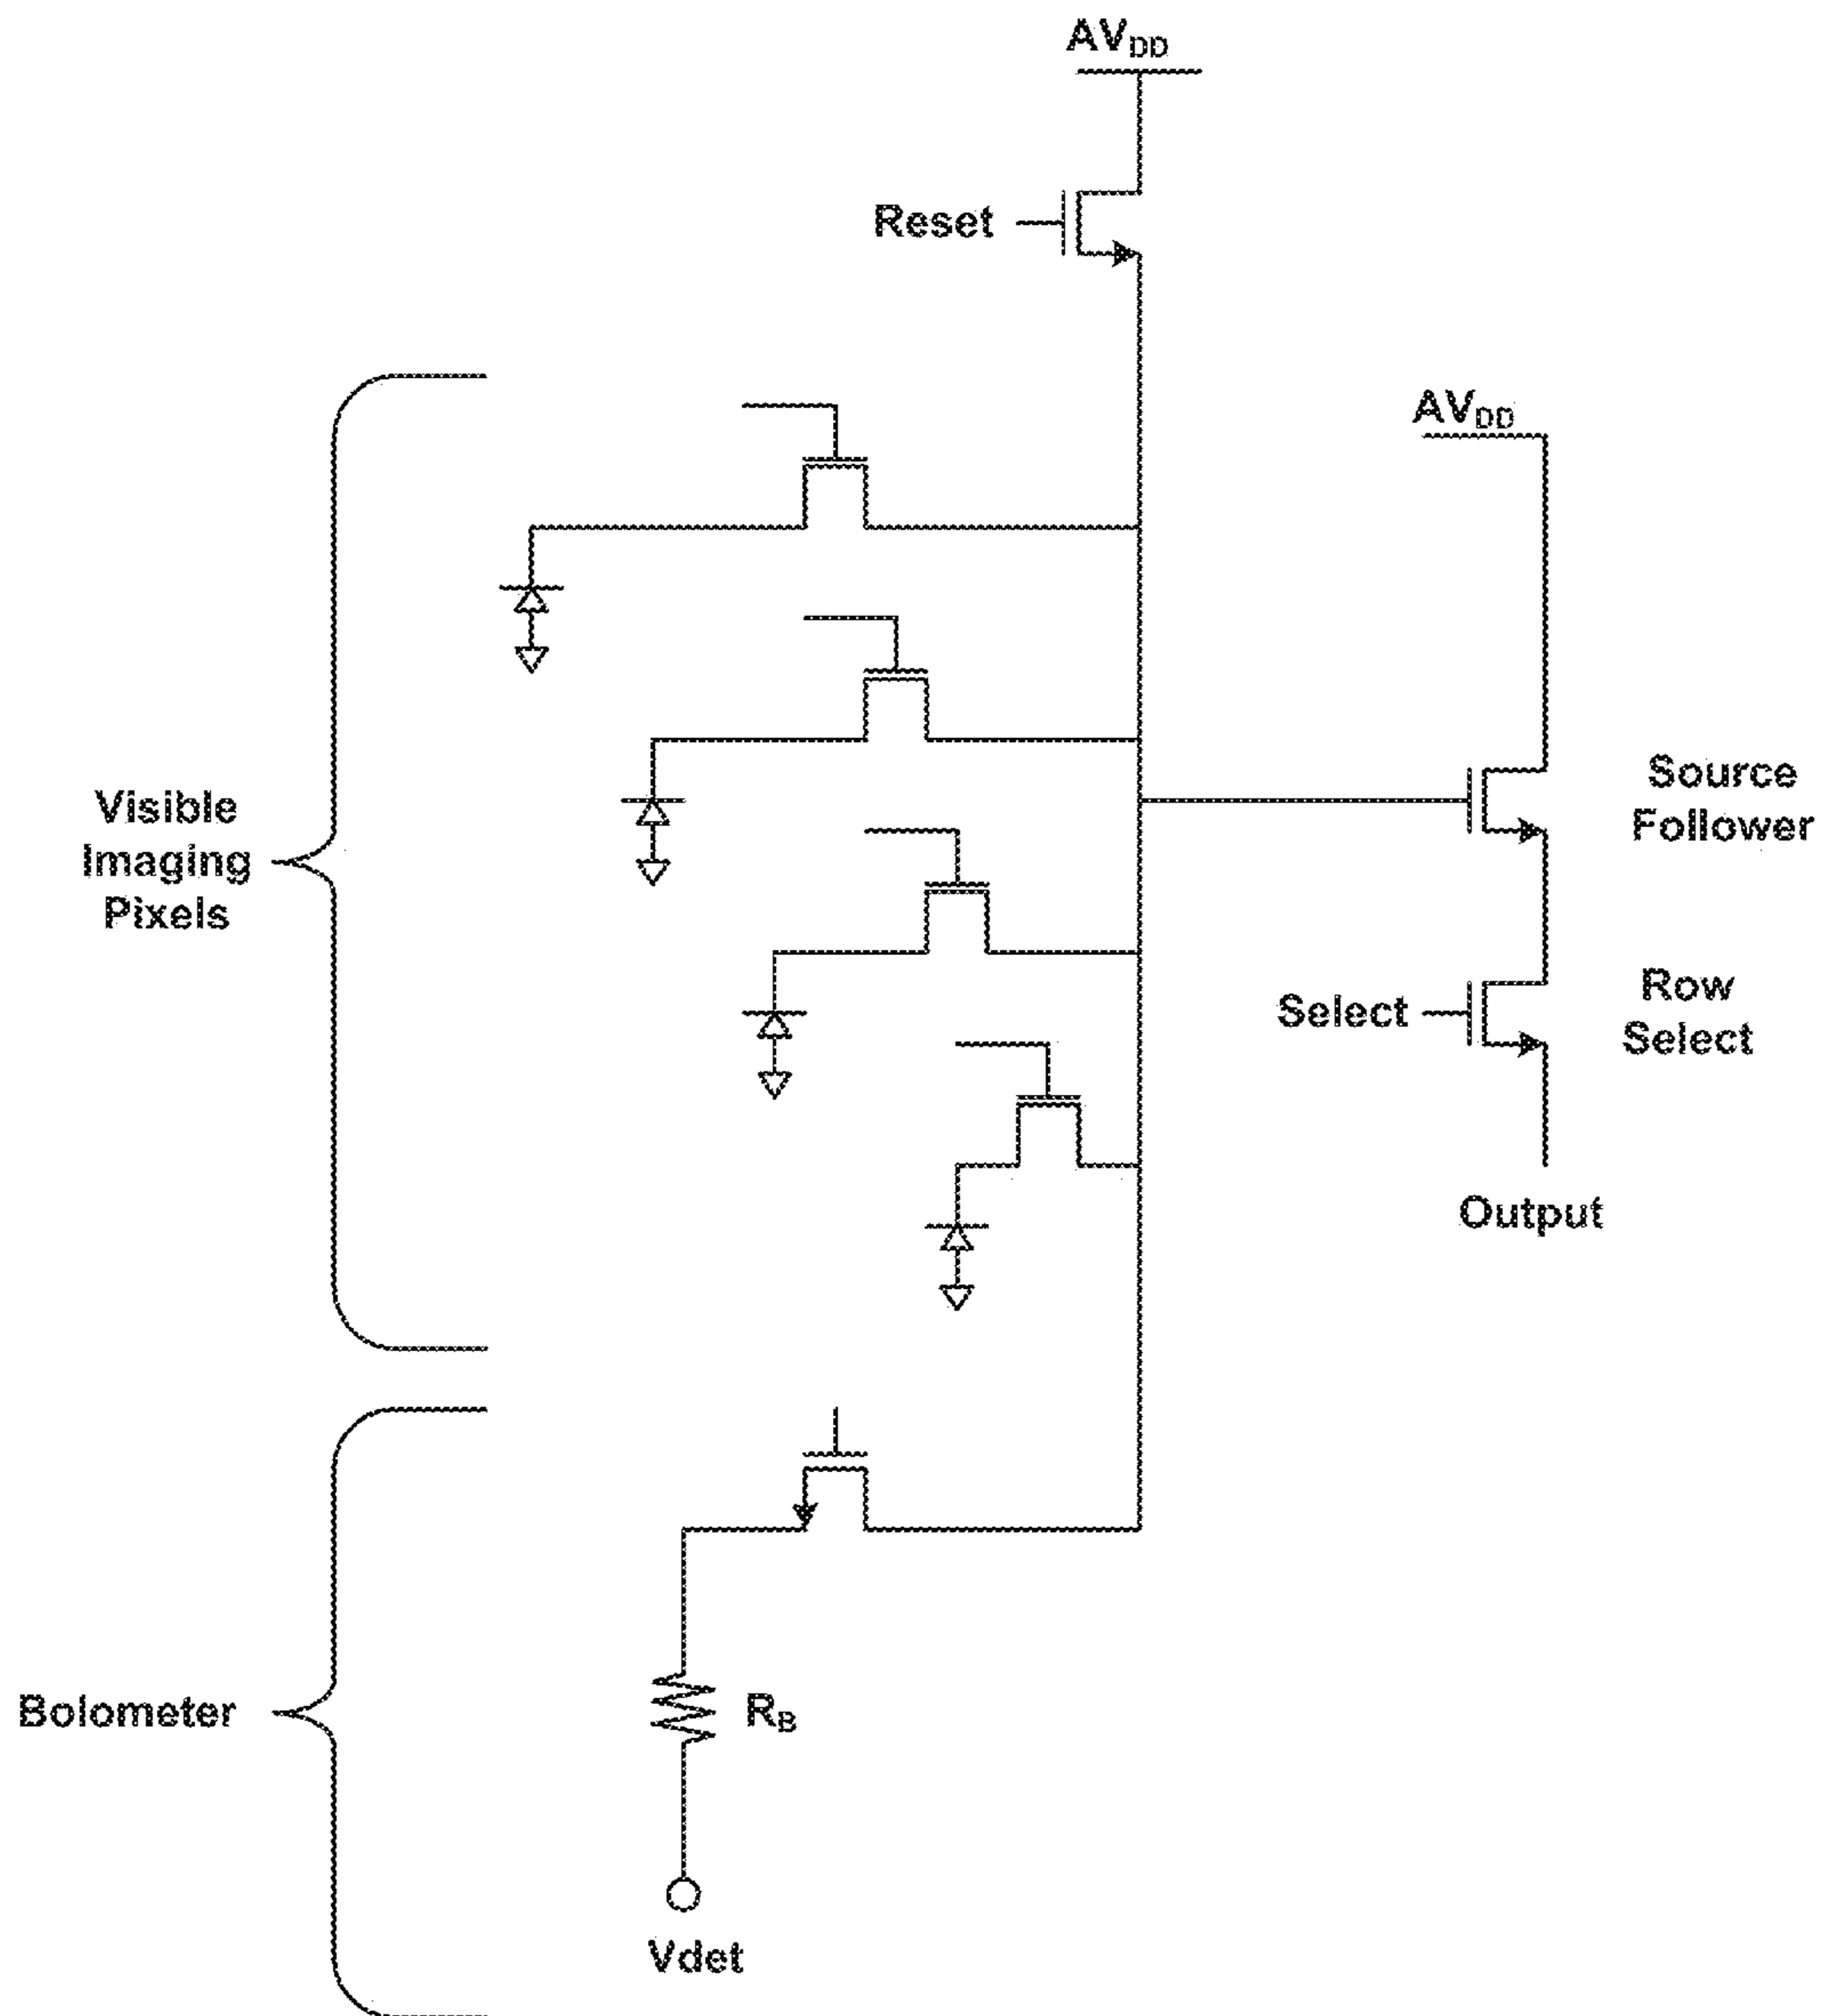 AVDD
Reset
AVDD
Visible
Imaging
Pixels
Source
Follower
Select
Row
Select
Output
Bolometer
RB
Vdet